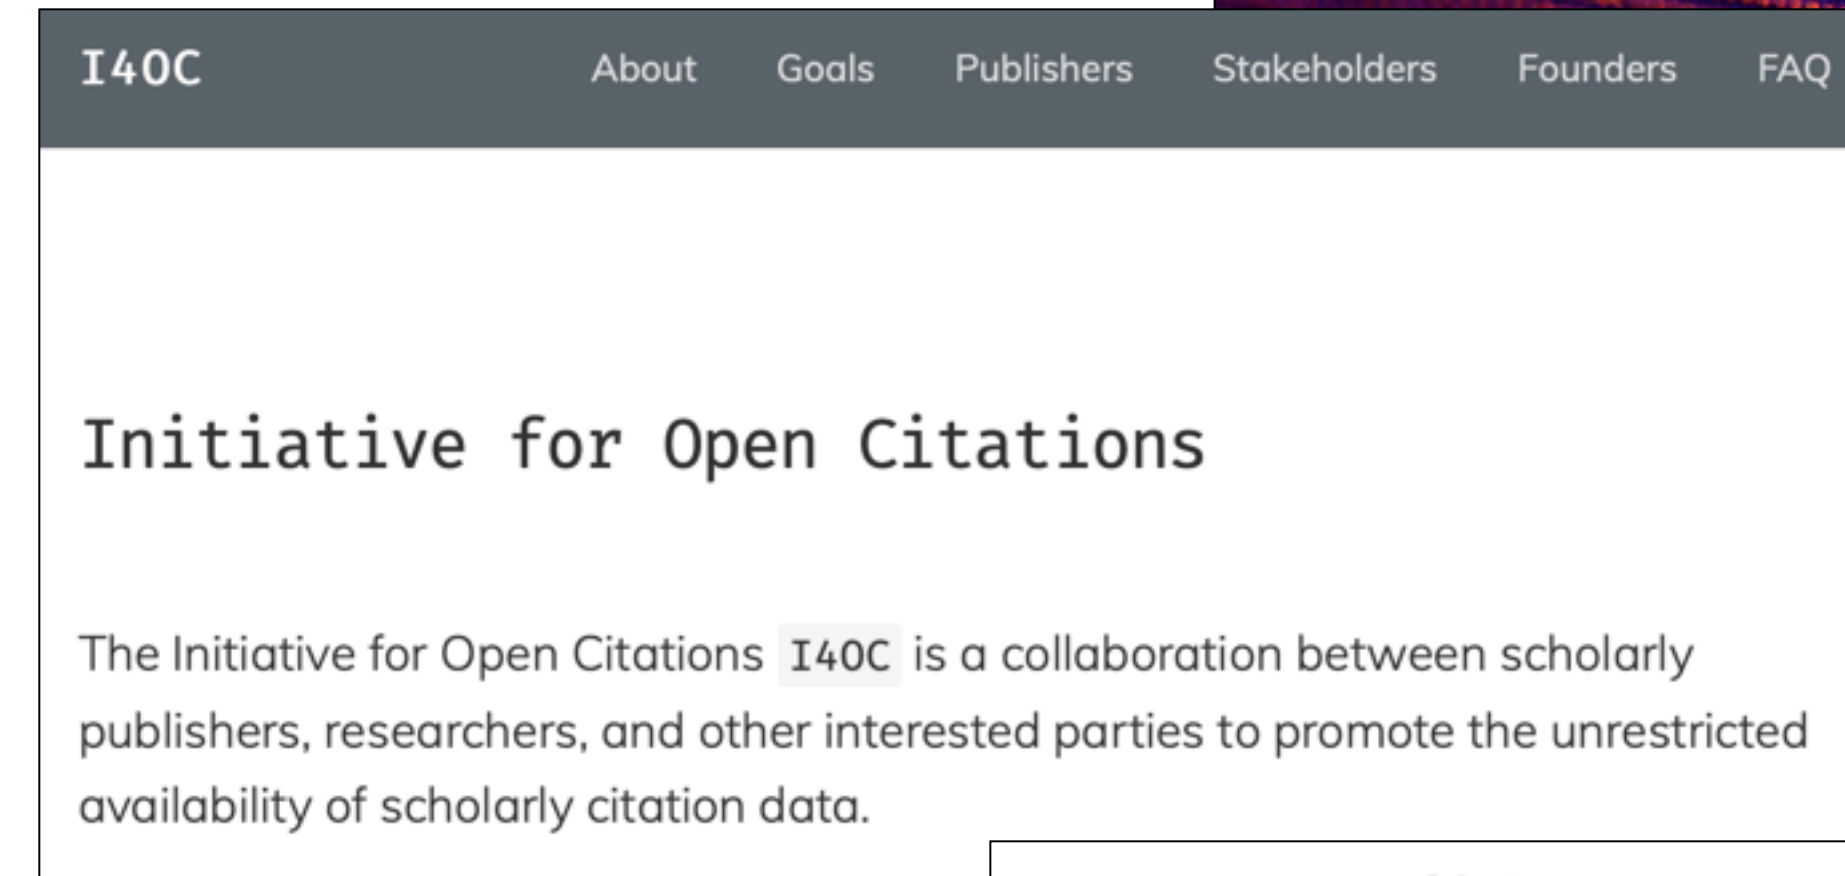 I4OC About Goals Publishers Stakeholders Founders FAQ
Initiative for Open Citations
The Initiative for Open Citations I4OC is a collaboration between scholarly
publishers, researchers, and other interested parties to promote the unrestricted
availability of scholarly citation data.